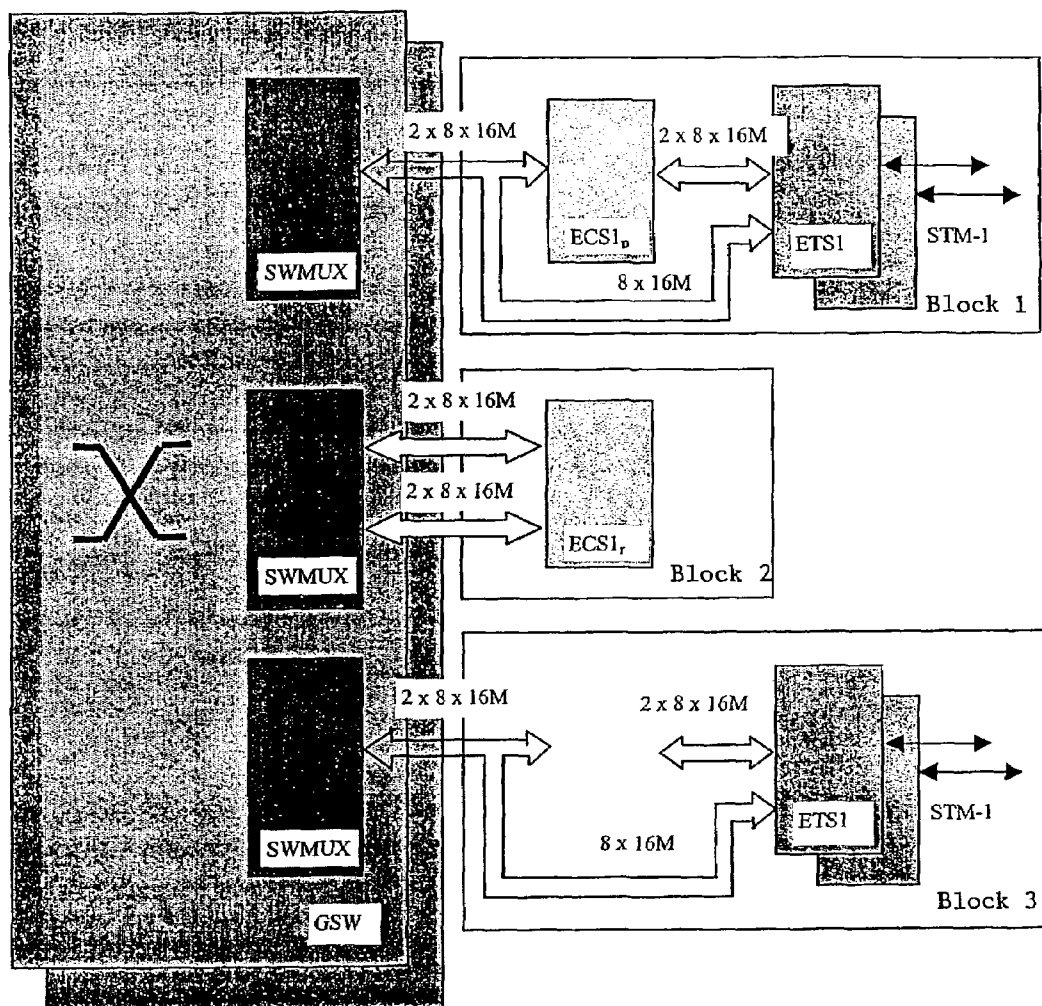 2 x 8 x 16M
2 x 8 x 16M
ECS1p
ETS1
STM-1
SWMUX
8 x 16M
Block 1
2 x 8 x 16M
2 x 8 x 16M
ECS1r
SWMUX
Block 2
2 x 8 x 16M
2 x 8 x 16M
ETS1
STM-1
8 x 16M
SWMUX
Block 3
GSW